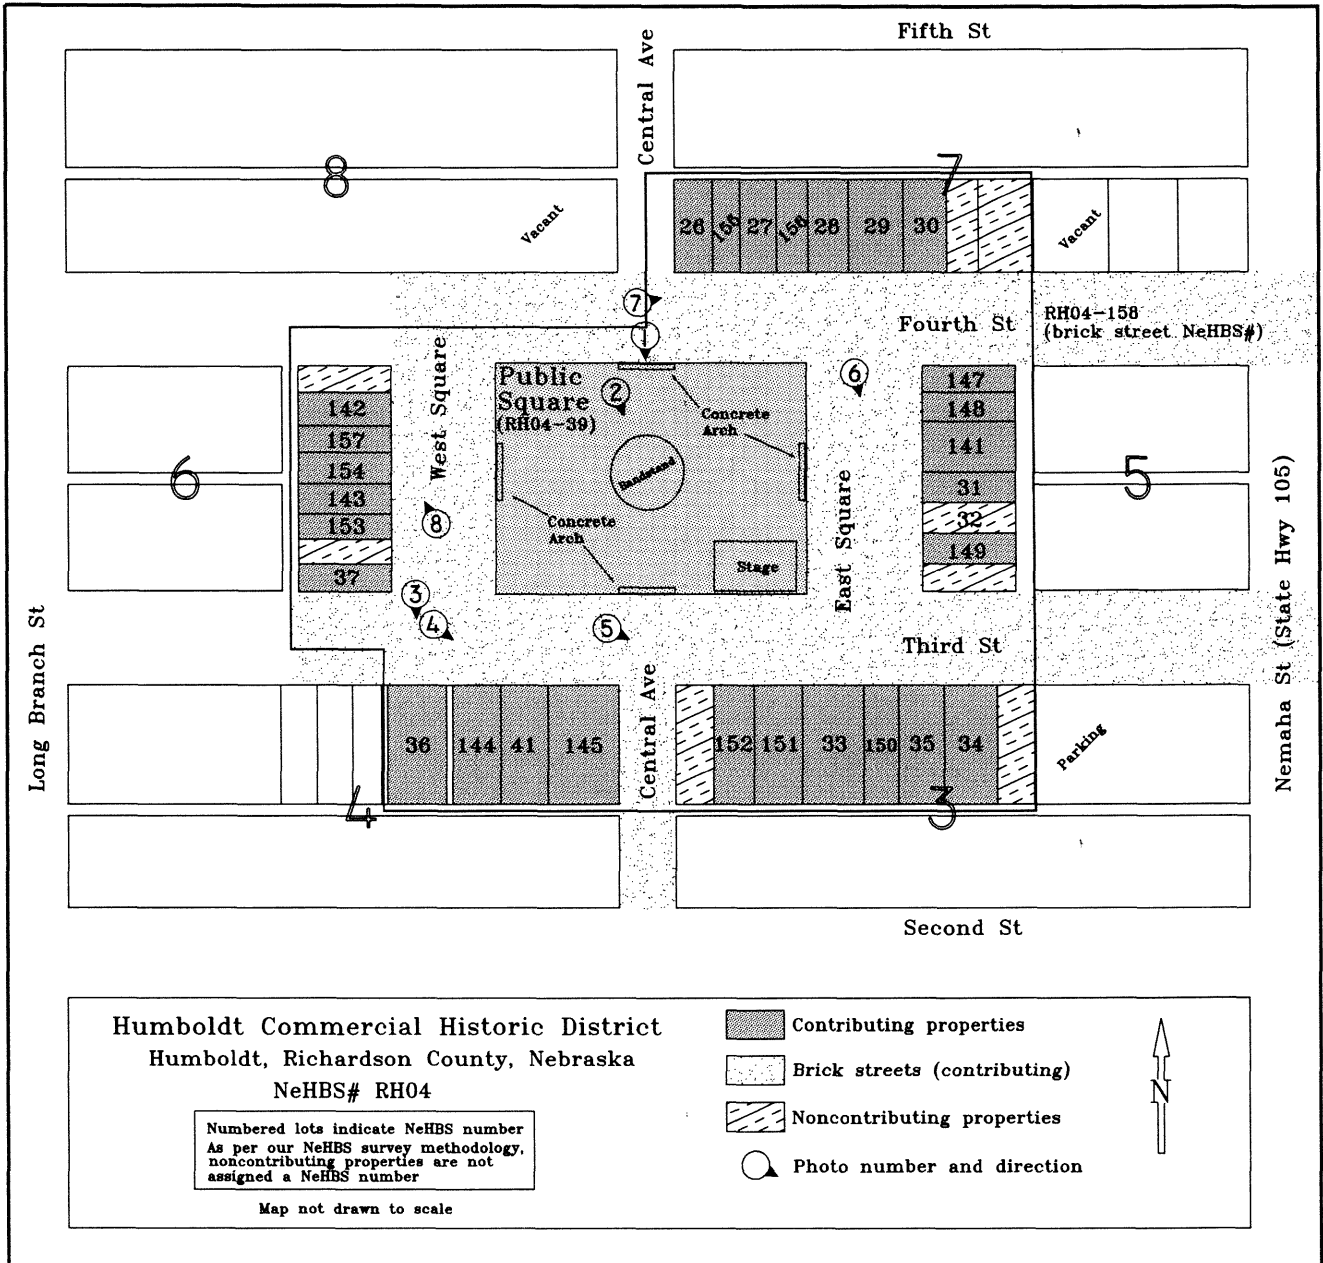 Fifth St
Central Ave
8
7
Vacant
26
156
27
156
28
29
30
Vacant
7
Fourth St
RH04-158
(brick street NeHBS#)
1
West Square
Public
Square
(RH04-39)
2
6
Concrete
Arch
Bandstand
Concrete
Arch
Stage
East Square
142
157
154
143
153
37
6
8
147
148
141
31
32
149
5
Nemaha St (State Hwy 105)
Long Branch St
3
4
5
Third St
Central Ave
36
144
41
145
152
151
33
150
35
34
Parking
4
3
Second St
Humboldt Commercial Historic District
Humboldt, Richardson County, Nebraska
NeHBS# RH04
Numbered lots indicate NeHBS number
As per our NeHBS survey methodology,
noncontributing properties are not
assigned a NeHBS number
Map not drawn to scale
Contributing properties
Brick streets (contributing)
Noncontributing properties
Photo number and direction
N